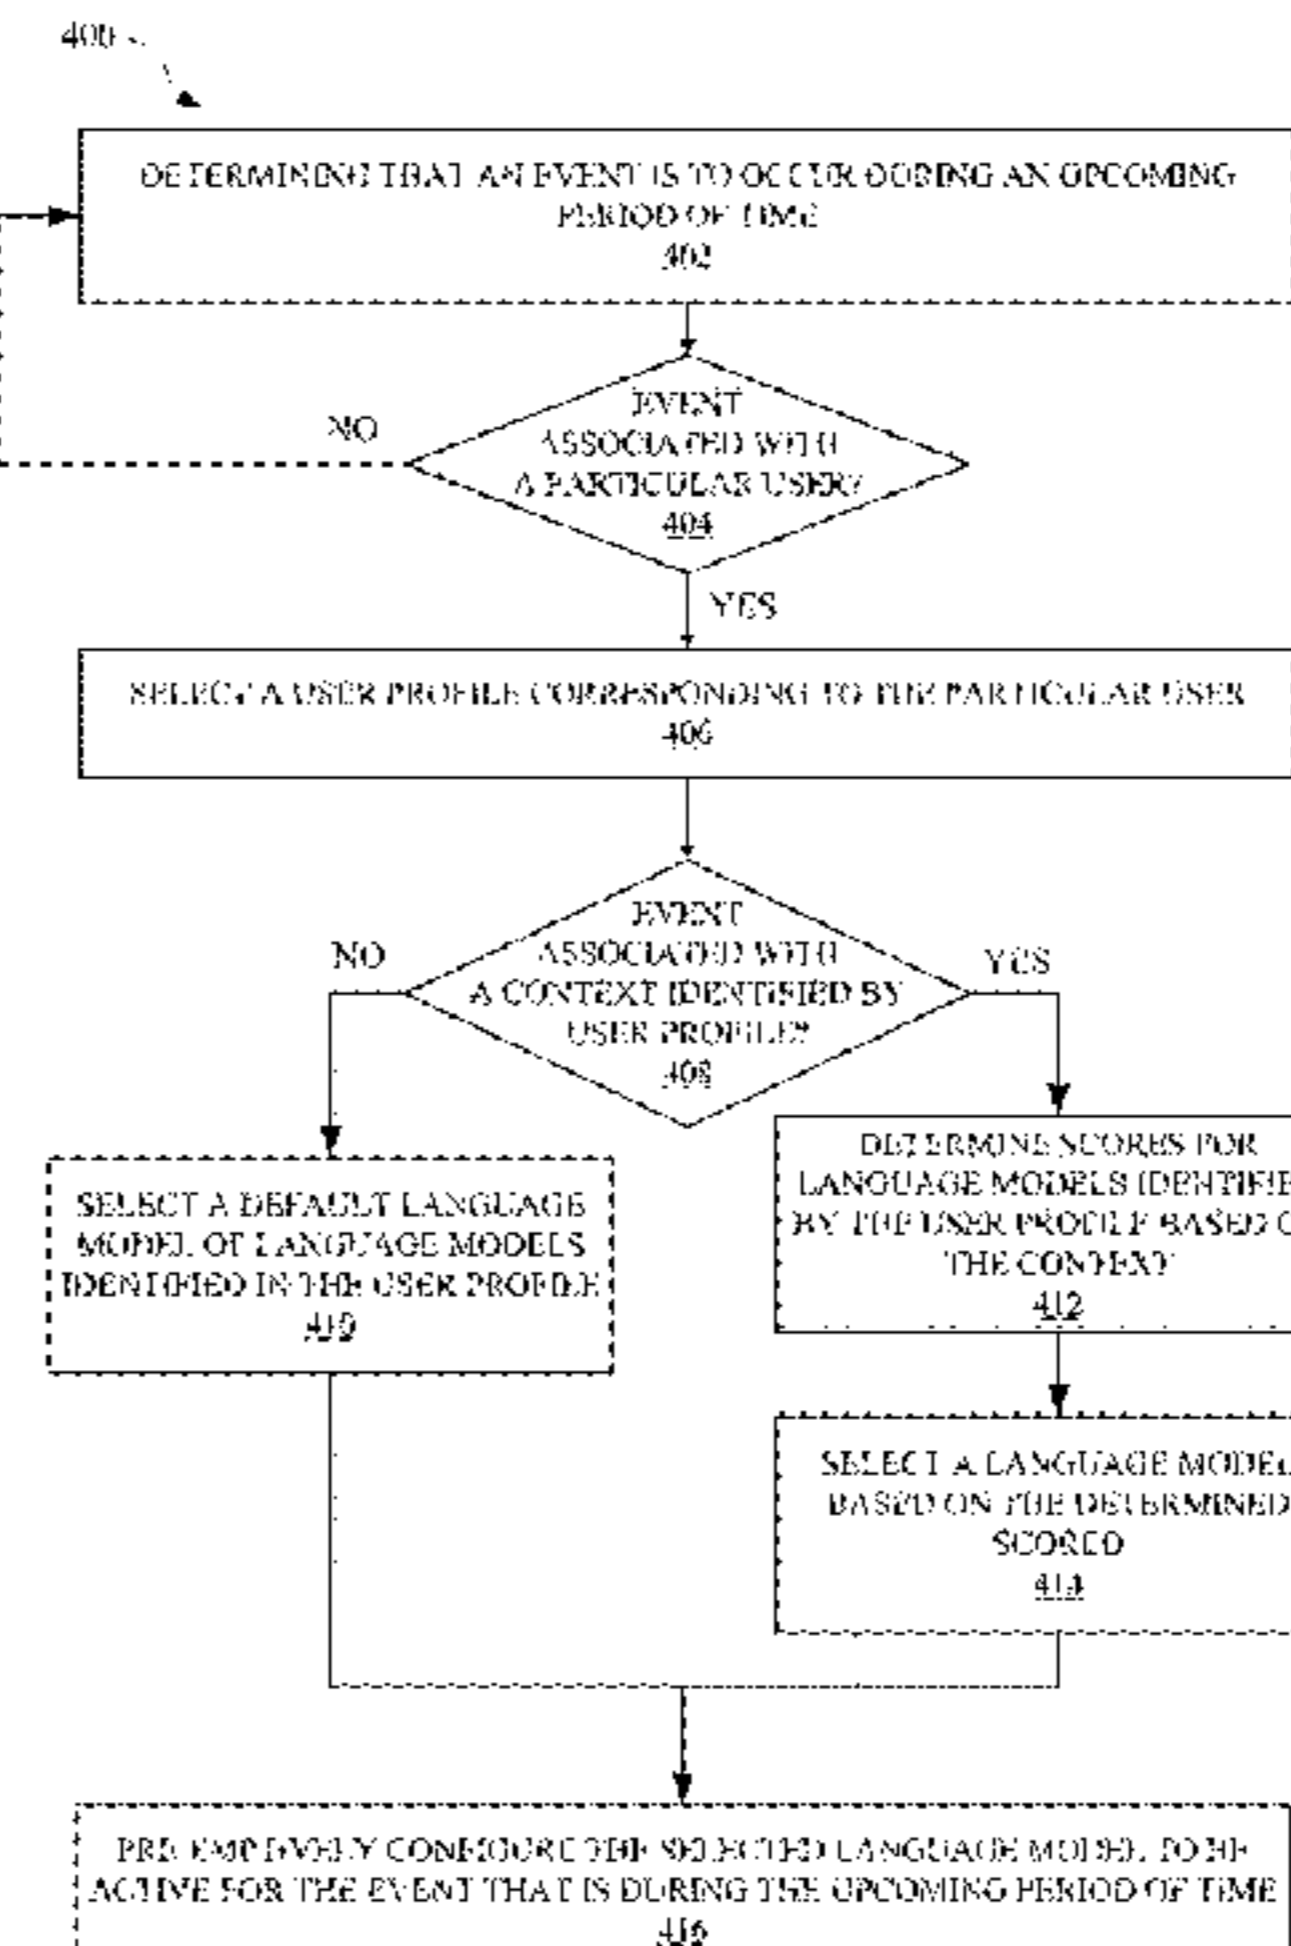 400
DETERMINING THAT AN EVENT IS TO OCCUR DURING AN UPCOMING
PERIOD OF TIME
402
EVENT
ASSOCIATED WITH
A PARTICULAR USER?
404
NO
YES
SELECT A USER PROFILE CORRESPONDING TO THE PARTICULAR USER
406
EVENT
ASSOCIATED WITH
A CONTEXT IDENTIFIED BY
USER PROFILE?
408
NO
YES
SELECT A DEFAULT LANGUAGE
MODEL OF LANGUAGE MODELS
IDENTIFIED IN THE USER PROFILE
410
DETERMINE SCORES FOR
LANGUAGE MODELS IDENTIFIE
BY THE USER PROFILE BASED O
THE CONTEXT
412
SELECT A LANGUAGE MODEL
BASED ON THE DETERMINED
SCORED
414
PRE-EMPTIVELY CONFIGURE THE SELECTED LANGUAGE MODEL TO BE
ACTIVE FOR THE EVENT THAT IS DURING THE UPCOMING PERIOD OF TIME
416